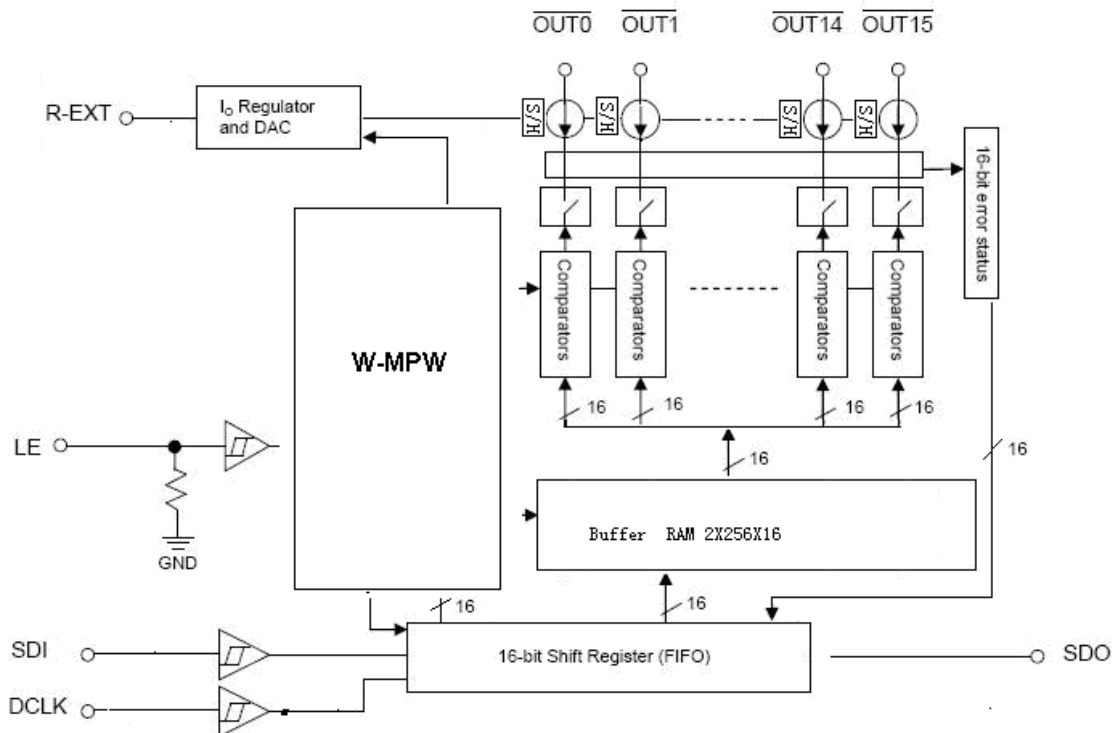 OUT0 OUT1 OUT14 OUT15
R-EXT
I₀ Regulator
and DAC
S/H S/H S/H S/H
16-bit error status
Comparators Comparators Comparators Comparators
W-MPW
16 16 16 16
LE
16
16
Buffer RAM 2X256X16
GND
16
16
SDI
16-bit Shift Register (FIFO)
SDO
DCLK